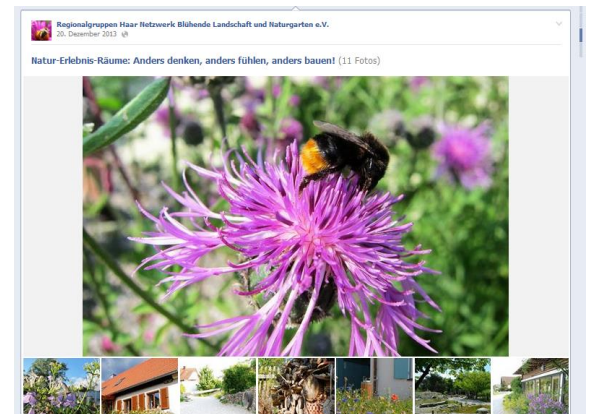 Regionalgruppen Haar Netzwerk Blühende Landschaft und Naturgarten e.V.
20. Dezember 2013
Natur-Erlebnis-Räume: Anders denken, anders fühlen, anders bauen! (11 Fotos)